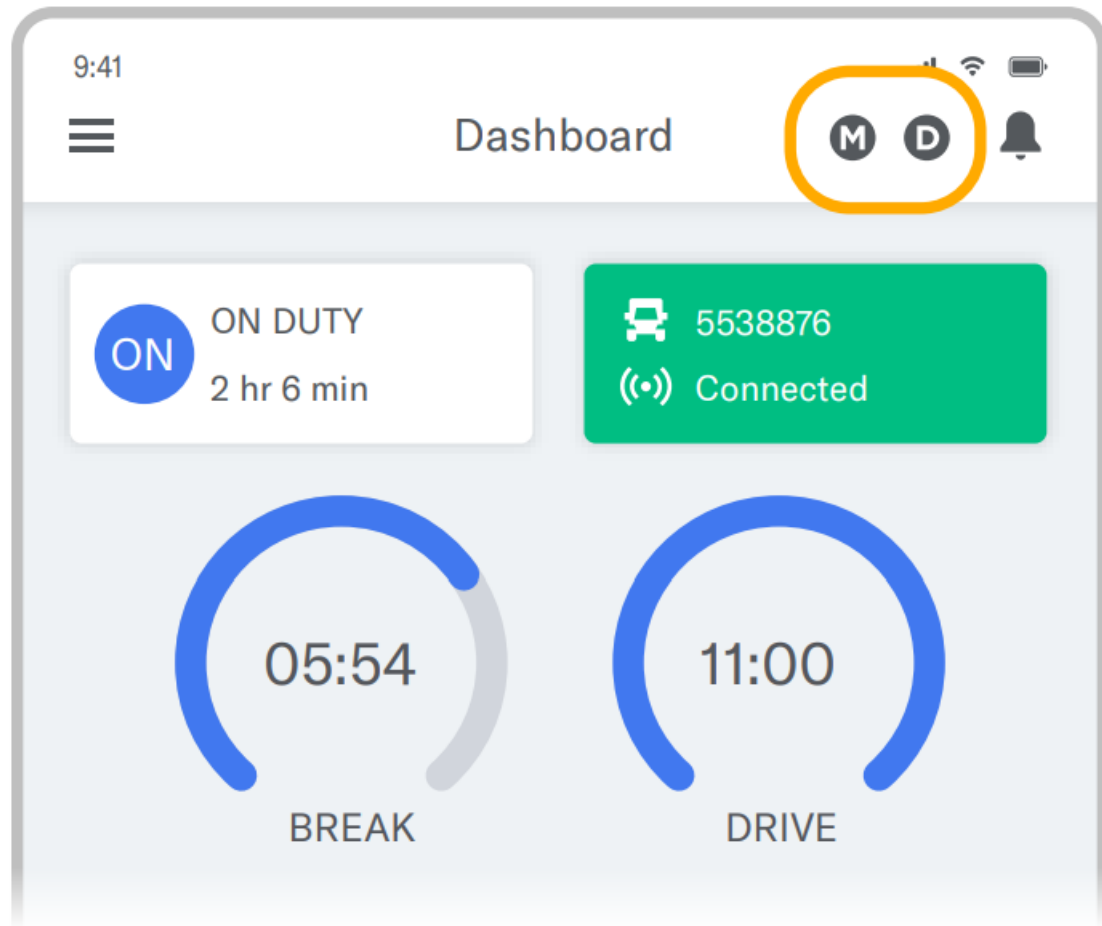 9:41
Dashboard M D
ON ON DUTY
2 hr 6 min
5538876
Connected
05:54
BREAK
11:00
DRIVE